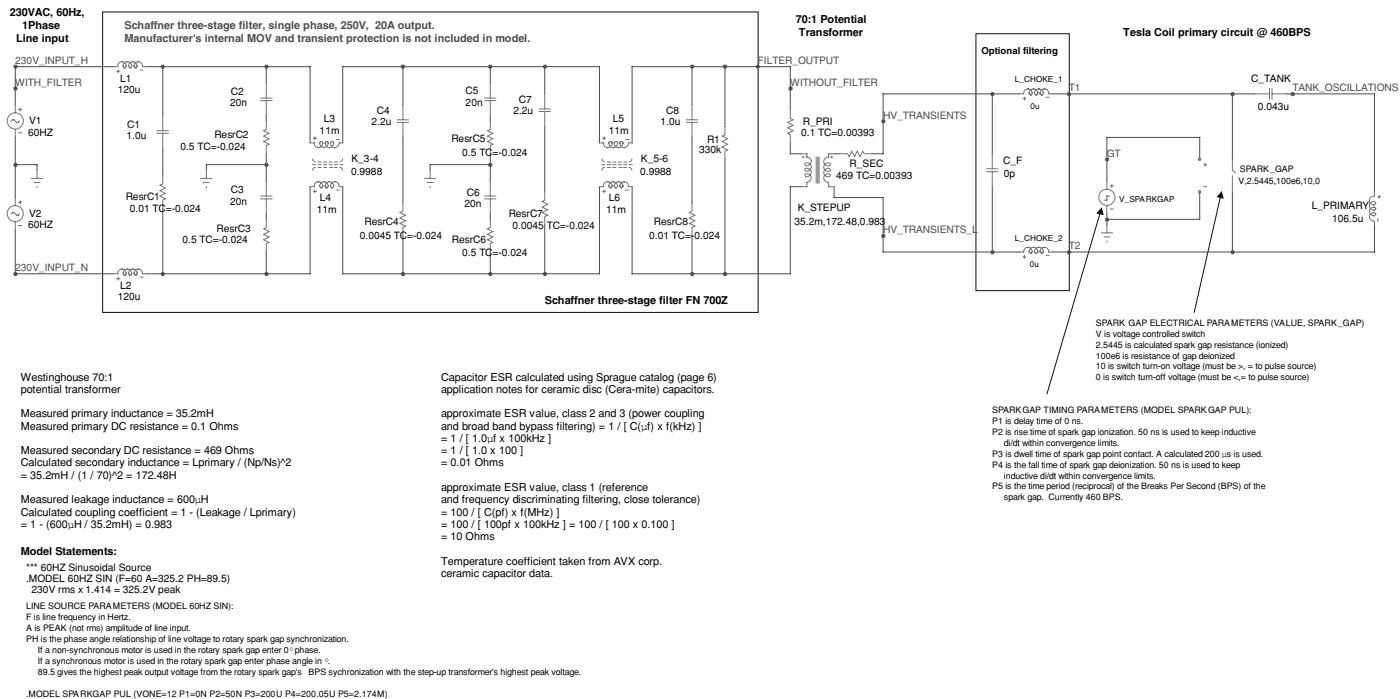 230VAC, 60Hz,
1Phase
Line input
Schaffner three-stage filter, single phase, 250V, 20A output.
Manufacturer's internal MOV and transient protection is not included in model.
70:1 Potential
Transformer
Tesla Coil primary circuit @ 460BPS
Optional filtering
230V_INPUT_H
WITH_FILTER
V1
60HZ
V2
60HZ
230V_INPUT_N
L1
120u
L2
120u
C1
1.0u
ResrC1
0.01 TC=-0.024
C2
20n
ResrC2
0.5 TC=-0.024
C3
20n
ResrC3
0.5 TC=-0.024
L3
11m
K_3-4
0.9988
L4
11m
C4
2.2u
ResrC4
0.0045 TC=-0.024
C5
20n
ResrC5
0.5 TC=-0.024
C6
20n
ResrC6
0.5 TC=-0.024
C7
2.2u
ResrC7
0.0045 TC=-0.024
L5
11m
K_5-6
0.9988
L6
11m
C8
1.0u
ResrC8
0.01 TC=-0.024
R1
330k
FILTER_OUTPUT
WITHOUT_FILTER
R_PRI
0.1 TC=0.00393
R_SEC
469 TC=0.00393
K_STEPUP
35.2m,172.48,0.983
HV_TRANSIENTS
HV_TRANSIENTS_L
C_F
0p
L_CHOKE_1
0u
T1
L_CHOKE_2
0u
T2
GT
V_SPARKGAP
SPARK_GAP
V,2.5445,100e6,10,0
C_TANK
0.043u
TANK_OSCILLATIONS
L_PRIMARY
106.5u
Schaffner three-stage filter FN 700Z
SPARK GAP ELECTRICAL PARAMETERS (VALUE, SPARK_GAP)
V is voltage controlled switch
2.5445 is calculated spark gap resistance (ionized)
100e6 is resistance of gap deionized
10 is switch turn-on voltage (must be >, = to pulse source)
0 is switch turn-off voltage (must be <,= to pulse source)
SPARKGAP TIMING PARAMETERS (MODEL SPARKGAP PUL):
P1 is delay time of 0 ns.
P2 is rise time of spark gap ionization. 50 ns is used to keep inductive
di/dt within convergence limits.
P3 is dwell time of spark gap point contact. A calculated 200 µs is used.
P4 is the fall time of spark gap deionization. 50 ns is used to keep
inductive di/dt within convergence limits.
P5 is the time period (reciprocal) of the Breaks Per Second (BPS) of the
spark gap. Currently 460 BPS.
Westinghouse 70:1
potential transformer
Measured primary inductance = 35.2mH
Measured primary DC resistance = 0.1 Ohms
Measured secondary DC resistance = 469 Ohms
Calculated secondary inductance = Lprimary / (Np/Ns)^2
= 35.2mH / (1 / 70)^2 = 172.48H
Measured leakage inductance = 600µH
Calculated coupling coefficient = 1 - (Leakage / Lprimary)
= 1 - (600µH / 35.2mH) = 0.983
Capacitor ESR calculated using Sprague catalog (page 6)
application notes for ceramic disc (Cera-mite) capacitors.
approximate ESR value, class 2 and 3 (power coupling
and broad band bypass filtering) = 1 / [ C(µf) x f(kHz) ]
= 1 / [ 1.0µf x 100kHz ]
= 1 / [ 1.0 x 100 ]
= 0.01 Ohms
approximate ESR value, class 1 (reference
and frequency discriminating filtering, close tolerance)
= 100 / [ C(pf) x f(MHz) ]
= 100 / [ 100pf x 100kHz ] = 100 / [ 100 x 0.100 ]
= 10 Ohms
Temperature coefficient taken from AVX corp.
ceramic capacitor data.
Model Statements:
*** 60HZ Sinusoidal Source
.MODEL 60HZ SIN (F=60 A=325.2 PH=89.5)
230V rms x 1.414 = 325.2V peak
LINE SOURCE PARAMETERS (MODEL 60HZ SIN):
F is line frequency in Hertz.
A is PEAK (not rms) amplitude of line input.
PH is the phase angle relationship of line voltage to rotary spark gap synchronization.
If a non-synchronous motor is used in the rotary spark gap enter 0° phase.
If a synchronous motor is used in the rotary spark gap enter phase angle in °.
89.5 gives the highest peak output voltage from the rotary spark gap's BPS sychronization with the step-up transformer's highest peak voltage.
.MODEL SPARKGAP PUL (VONE=12 P1=0N P2=50N P3=200U P4=200.05U P5=2.174M)